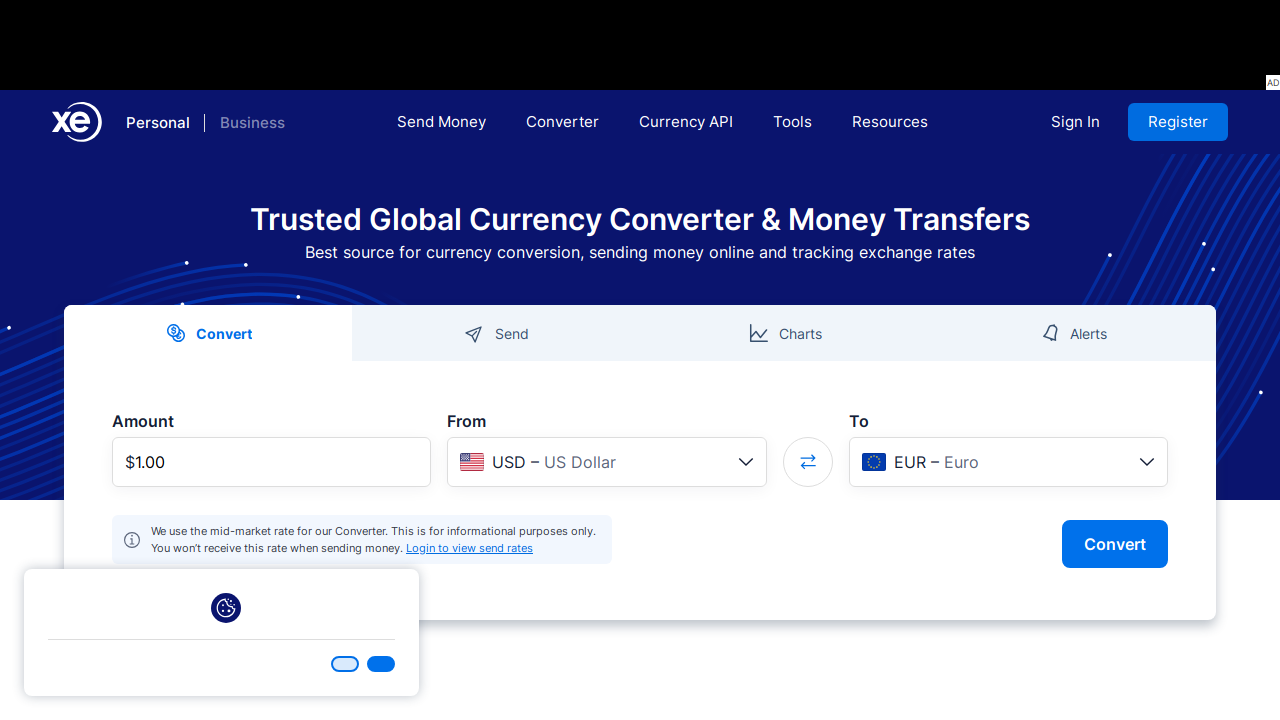 AD
xe
Personal
Business
Send Money
Converter
Currency API
Tools
Resources
Sign In
Register
Trusted Global Currency Converter & Money Transfers
Best source for currency conversion, sending money online and tracking exchange rates
Convert
Send
Charts
Alerts
Amount
From
To
$1.00
USD – US Dollar
EUR – Euro
We use the mid-market rate for our Converter. This is for informational purposes only.
You won’t receive this rate when sending money. Login to view send rates
Convert